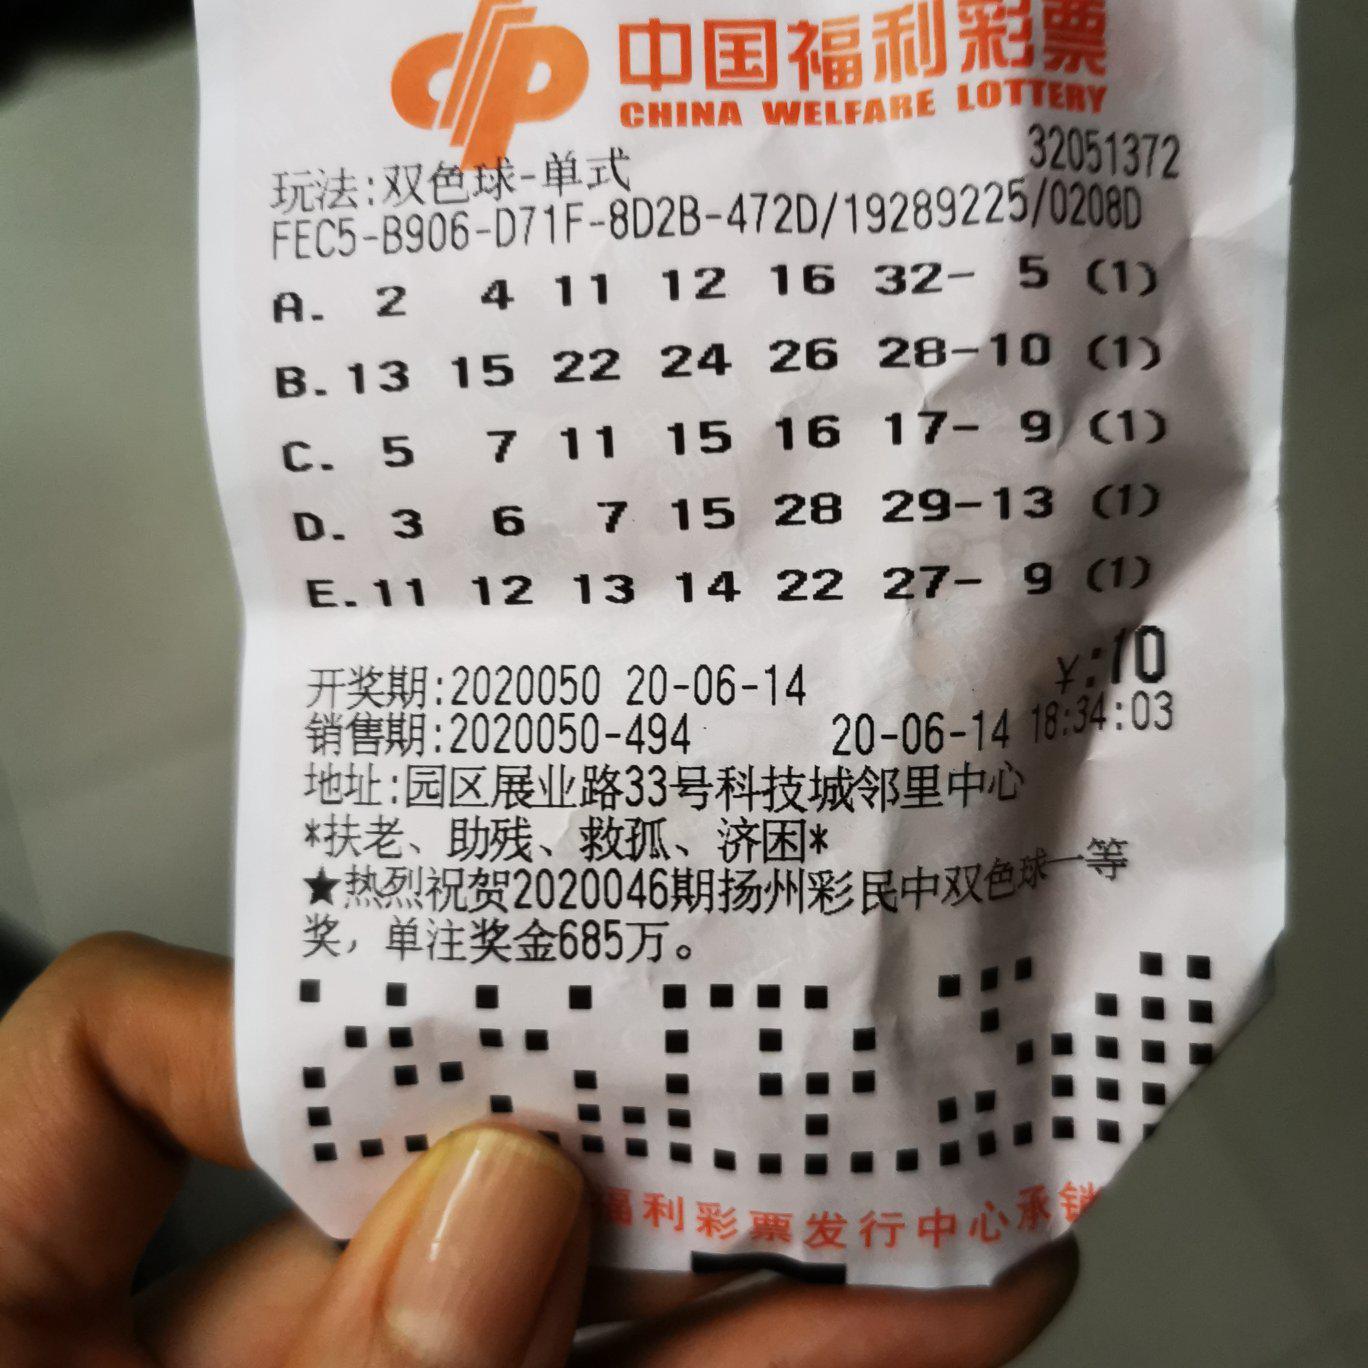 中国福利彩票
CHINA WELFARE LOTTERY
32051372
玩法:双色球-单式
FEC5-B906-D71F-8D2B-472D/19289225/0208D
A. 2 4 11 12 16 32- 5 (1)
B. 13 15 22 24 26 28-10 (1)
C. 5 7 11 15 16 17- 9 (1)
D. 3 6 7 15 28 29-13 (1)
E. 11 12 13 14 22 27- 9 (1)
开奖期:2020050 20-06-14 ¥:10
销售期:2020050-494 20-06-14 18:34:03
地址:园区展业路33号科技城邻里中心
*扶老、助残、救孤、济困*
★热烈祝贺2020046期扬州彩民中双色球一等
奖，单注奖金685万。
福利彩票发行中心承销